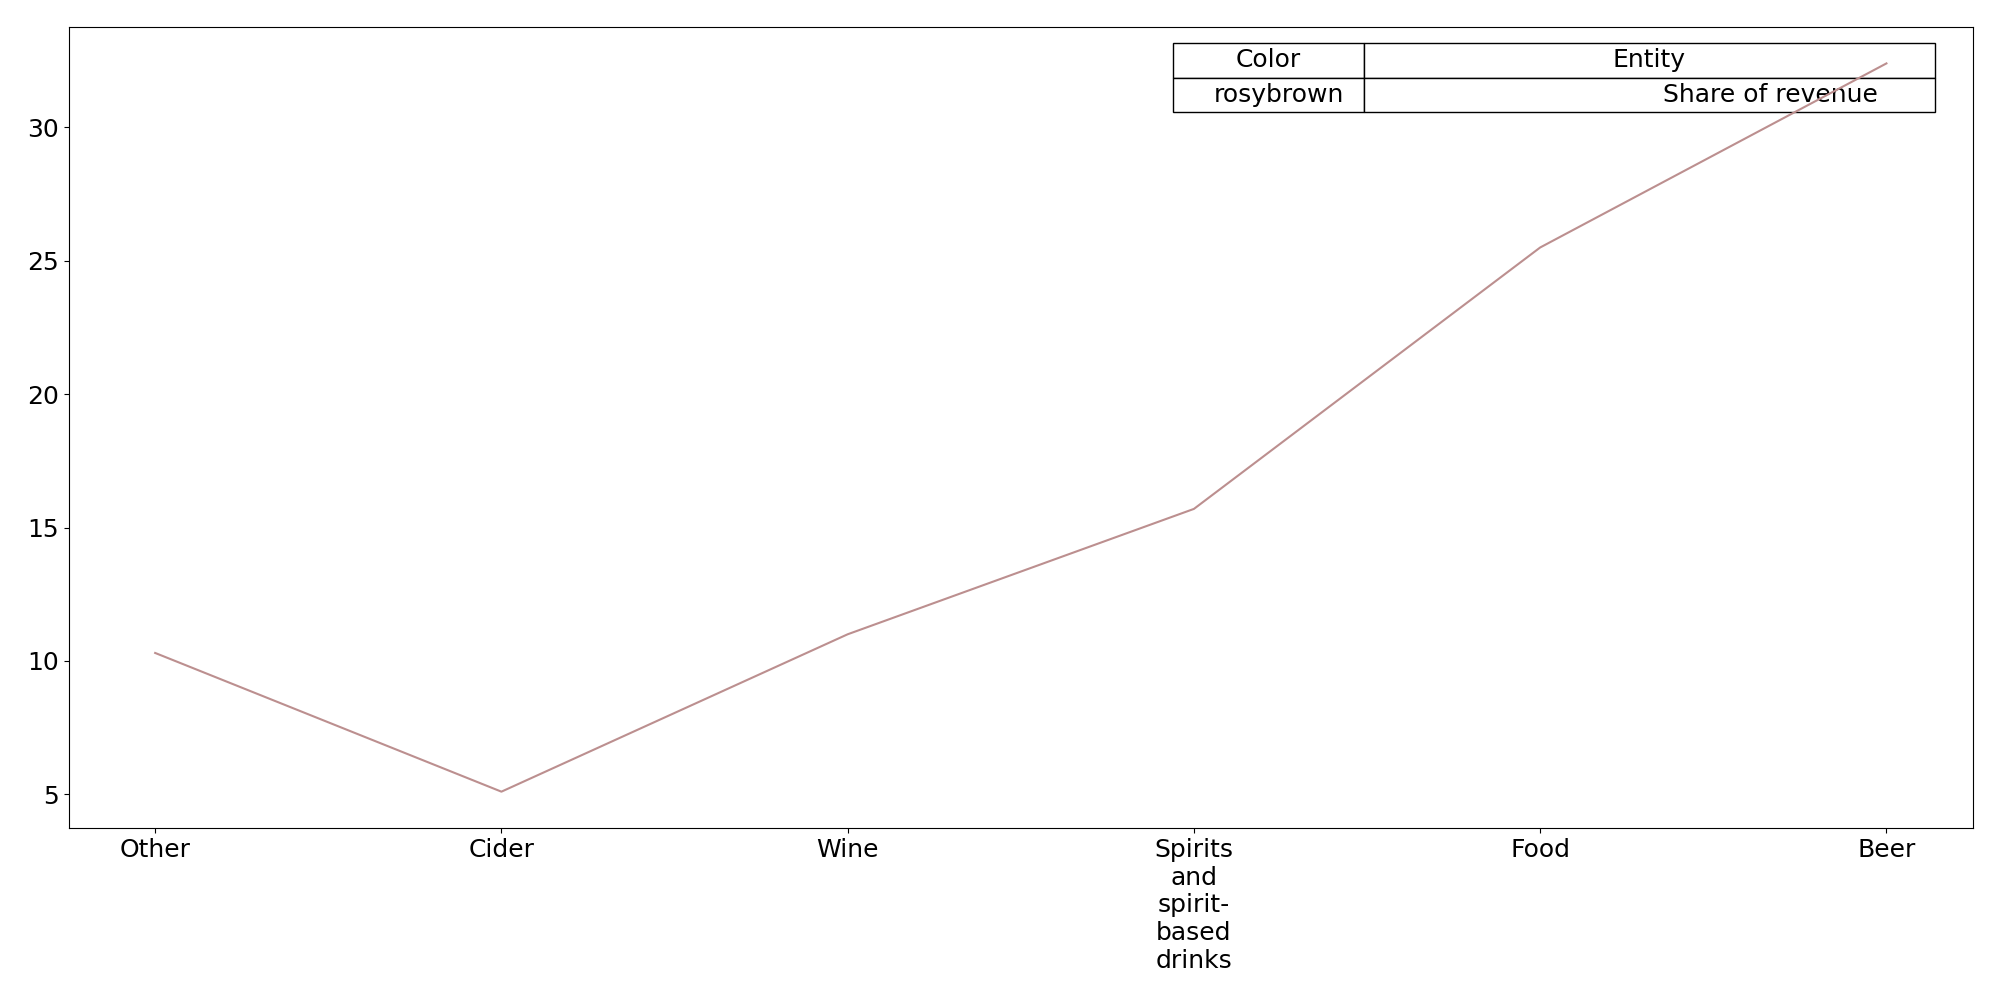 Color Entity
rosybrown Share of revenue
30
25
20
15
10
5
Other Cider Wine Spirits Food Beer
and
spirit-
based
drinks